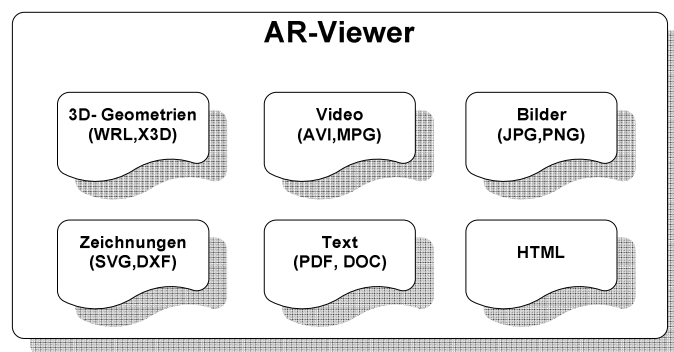 AR-Viewer
3D- Geometrien
(WRL,X3D)
Video
(AVI,MPG)
Bilder
(JPG,PNG)
Zeichnungen
(SVG,DXF)
Text
(PDF, DOC)
HTML